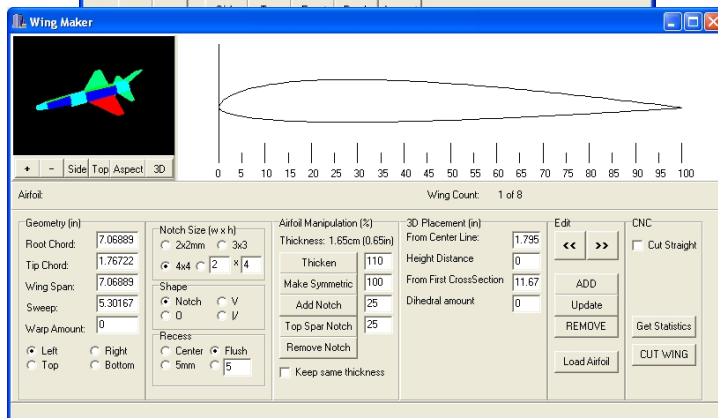 Wing Maker
+ - Side Top Aspect 3D
0 5 10 15 20 25 30 35 40 45 50 55 60 65 70 75 80 85 90 95 100
Airfoil: Wing Count: 1 of 8
Geometry (in)
Root Chord: 7.06889
Tip Chord: 1.76722
Wing Span: 7.06889
Sweep: 5.30167
Warp Amount: 0
Left Right
Top Bottom
Notch Size (w x h)
2x2mm 3x3
4x4 2 x 4
Shape
Notch V
O V
Recess
Center Flush
5mm 5
Airfoil Manipulation (%)
Thickness: 1.65cm (0.65in)
Thicken 110
Make Symmetric 100
Add Notch 25
Top Spar Notch 25
Remove Notch
Keep same thickness
3D Placement (in)
From Center Line: 1.795
Height Distance 0
From First CrossSection 11.67
Dihedral amount 0
Edit
<< >>
ADD
Update
REMOVE
Load Airfoil
CNC
Cut Straight
Get Statistics
CUT WING